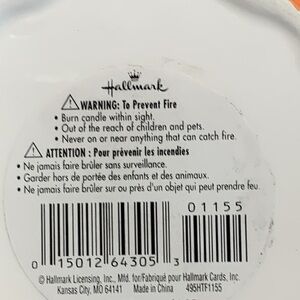 Hallmark
WARNING: To Prevent Fire
• Burn candle within sight.
• Out of the reach of children and pets.
• Never on or near anything that can catch fire.
ATTENTION : Pour prévenir les incendies
• Ne jamais faire brûler sans surveillance.
• Garder hors de portée des enfants et des animaux.
• Ne jamais faire brûler sur ou près d'un objet qui peut prendre feu.
01155
0 15012 64305 3
© Hallmark Licensing, Inc., Mfd. for/Fabriqué pour Hallmark Cards, Inc.
Kansas City, MO 64141 Made in China 495HTF1155